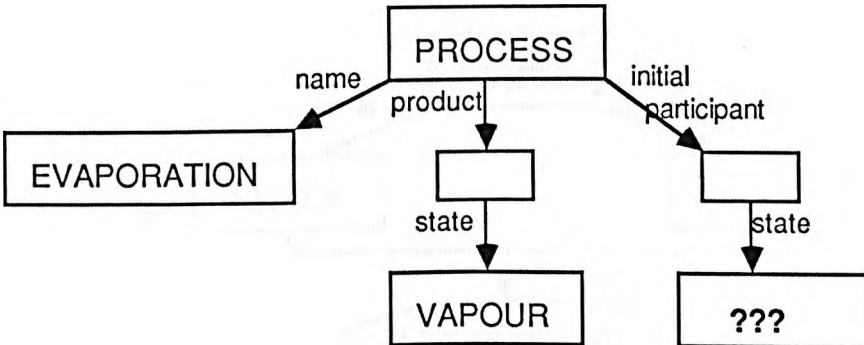 PROCESS
name
product
initial
participant
EVAPORATION
state
state
VAPOUR
???